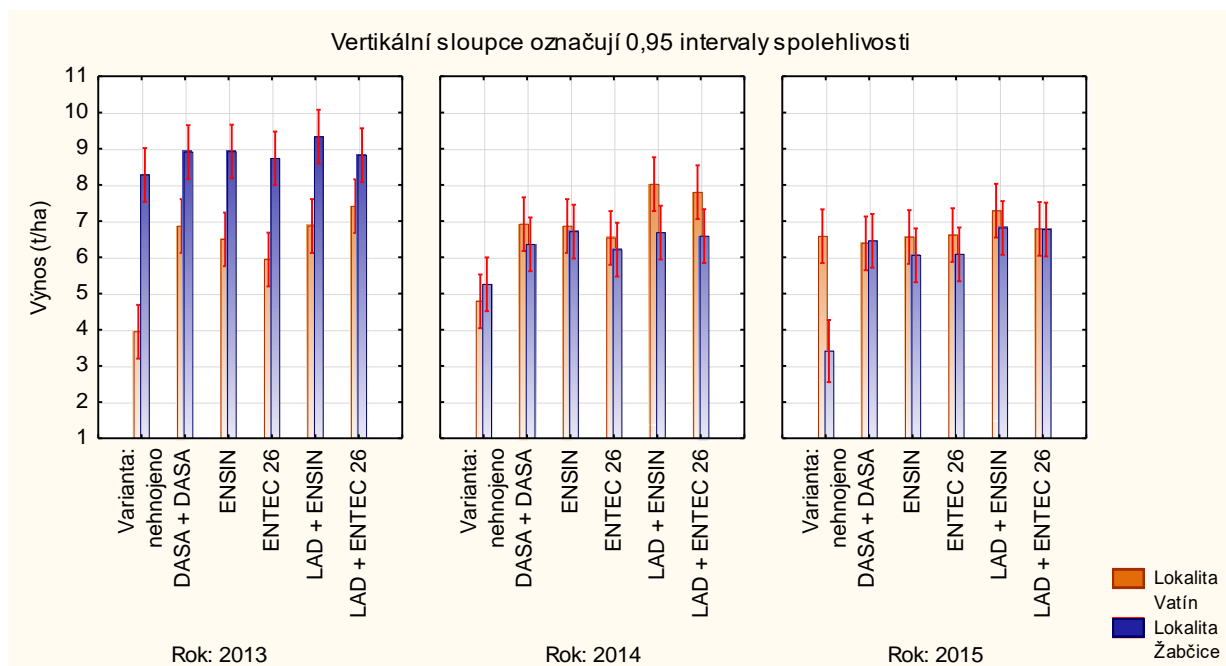 Vertikální sloupce označují 0,95 intervaly spolehlivosti
Výnos (t/ha)
11
10
9
8
7
6
5
4
3
2
1
Varianta:
nehnojeno
DASA + DASA
ENSIN
ENTEC 26
LAD + ENSIN
LAD + ENTEC 26
Rok: 2013
Varianta:
nehnojeno
DASA + DASA
ENSIN
ENTEC 26
LAD + ENSIN
LAD + ENTEC 26
Rok: 2014
Varianta:
nehnojeno
DASA + DASA
ENSIN
ENTEC 26
LAD + ENSIN
LAD + ENTEC 26
Rok: 2015
Lokalita
Vatín
Lokalita
Žabčice